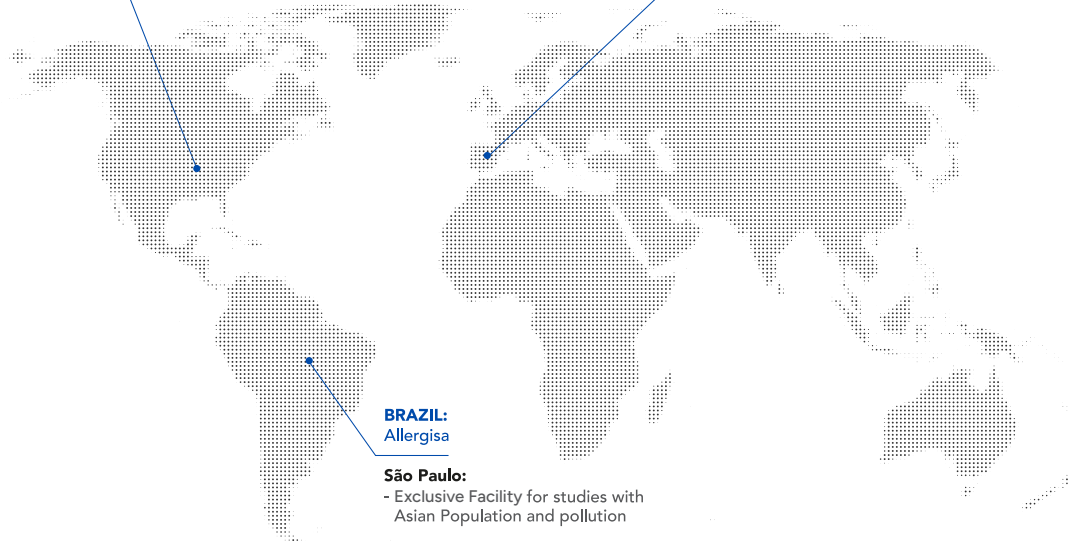 BRAZIL:
Allergisa
São Paulo:
- Exclusive Facility for studies with
Asian Population and pollution